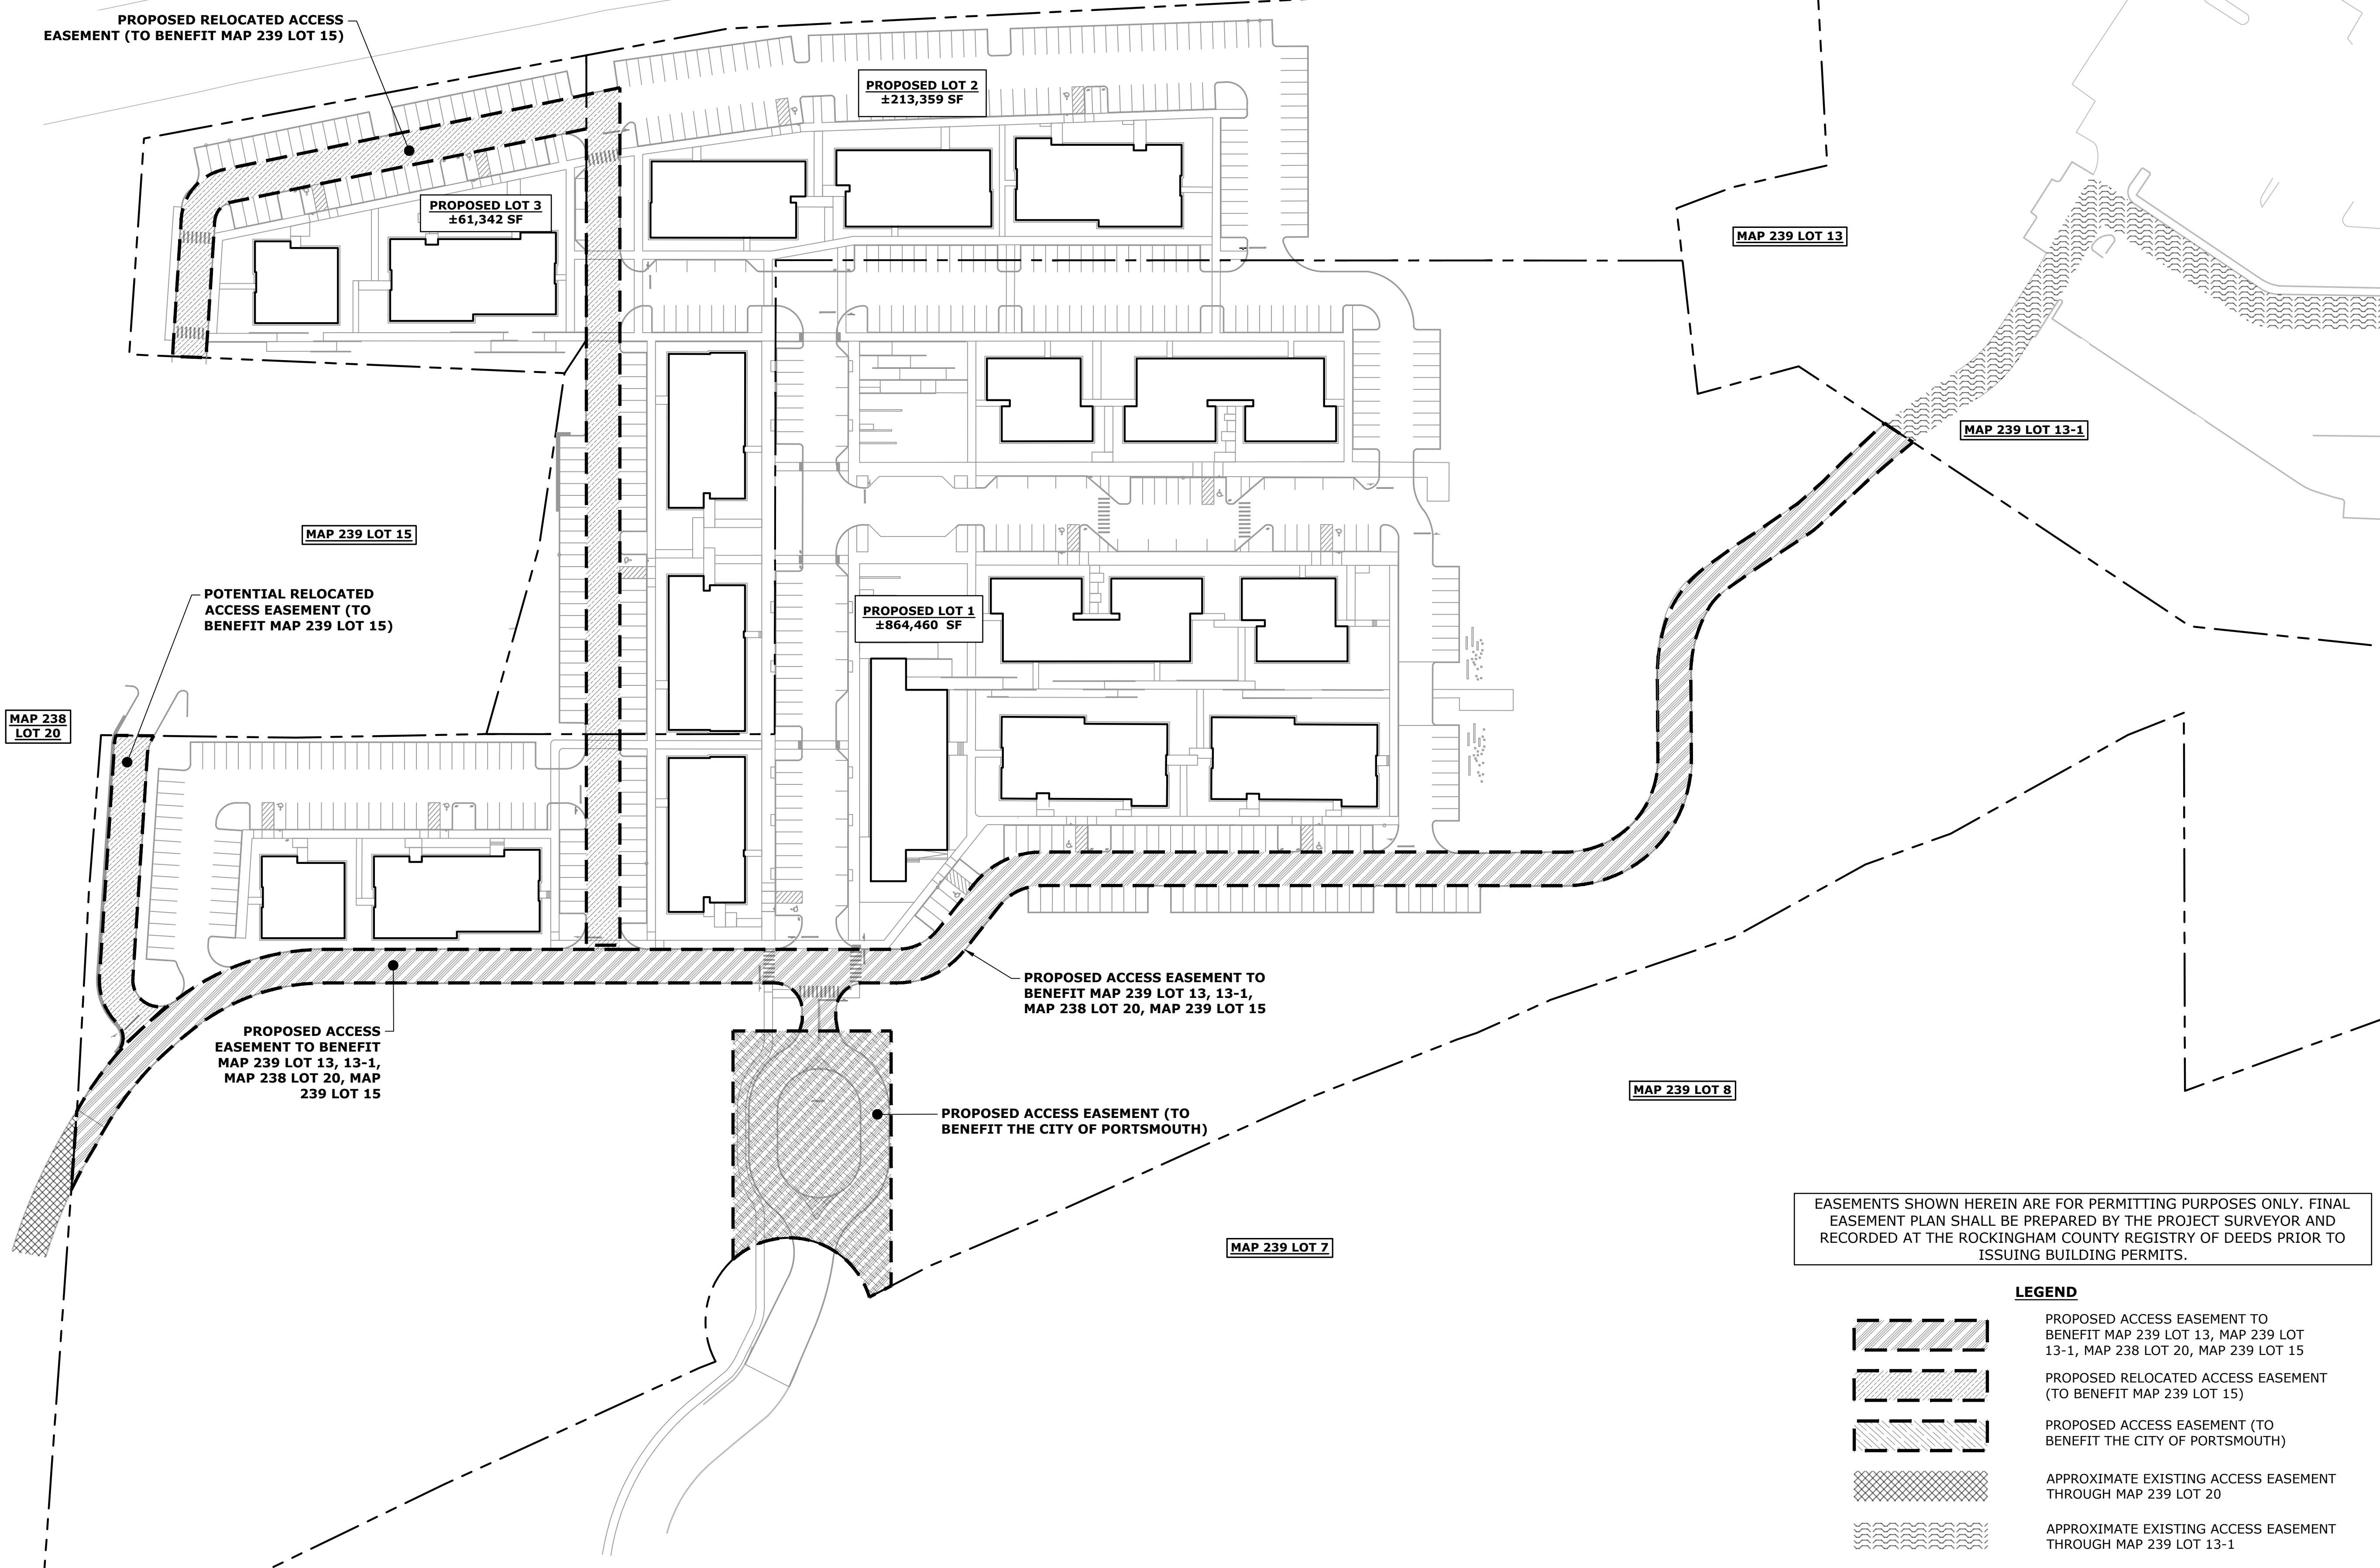 PROPOSED RELOCATED ACCESS
EASEMENT (TO BENEFIT MAP 239 LOT 15)
PROPOSED LOT 2
±213,359 SF
PROPOSED LOT 3
±61,342 SF
MAP 239 LOT 13
MAP 239 LOT 13-1
MAP 239 LOT 15
POTENTIAL RELOCATED
ACCESS EASEMENT (TO
BENEFIT MAP 239 LOT 15)
PROPOSED LOT 1
±864,460 SF
MAP 238
LOT 20
PROPOSED ACCESS EASEMENT TO
BENEFIT MAP 239 LOT 13, 13-1,
MAP 238 LOT 20, MAP 239 LOT 15
PROPOSED ACCESS
EASEMENT TO BENEFIT
MAP 239 LOT 13, 13-1,
MAP 238 LOT 20, MAP
239 LOT 15
PROPOSED ACCESS EASEMENT (TO
BENEFIT THE CITY OF PORTSMOUTH)
MAP 239 LOT 8
MAP 239 LOT 7
EASEMENTS SHOWN HEREIN ARE FOR PERMITTING PURPOSES ONLY. FINAL
EASEMENT PLAN SHALL BE PREPARED BY THE PROJECT SURVEYOR AND
RECORDED AT THE ROCKINGHAM COUNTY REGISTRY OF DEEDS PRIOR TO
ISSUING BUILDING PERMITS.
LEGEND
PROPOSED ACCESS EASEMENT TO
BENEFIT MAP 239 LOT 13, MAP 239 LOT
13-1, MAP 238 LOT 20, MAP 239 LOT 15
PROPOSED RELOCATED ACCESS EASEMENT
(TO BENEFIT MAP 239 LOT 15)
PROPOSED ACCESS EASEMENT (TO
BENEFIT THE CITY OF PORTSMOUTH)
APPROXIMATE EXISTING ACCESS EASEMENT
THROUGH MAP 239 LOT 20
APPROXIMATE EXISTING ACCESS EASEMENT
THROUGH MAP 239 LOT 13-1